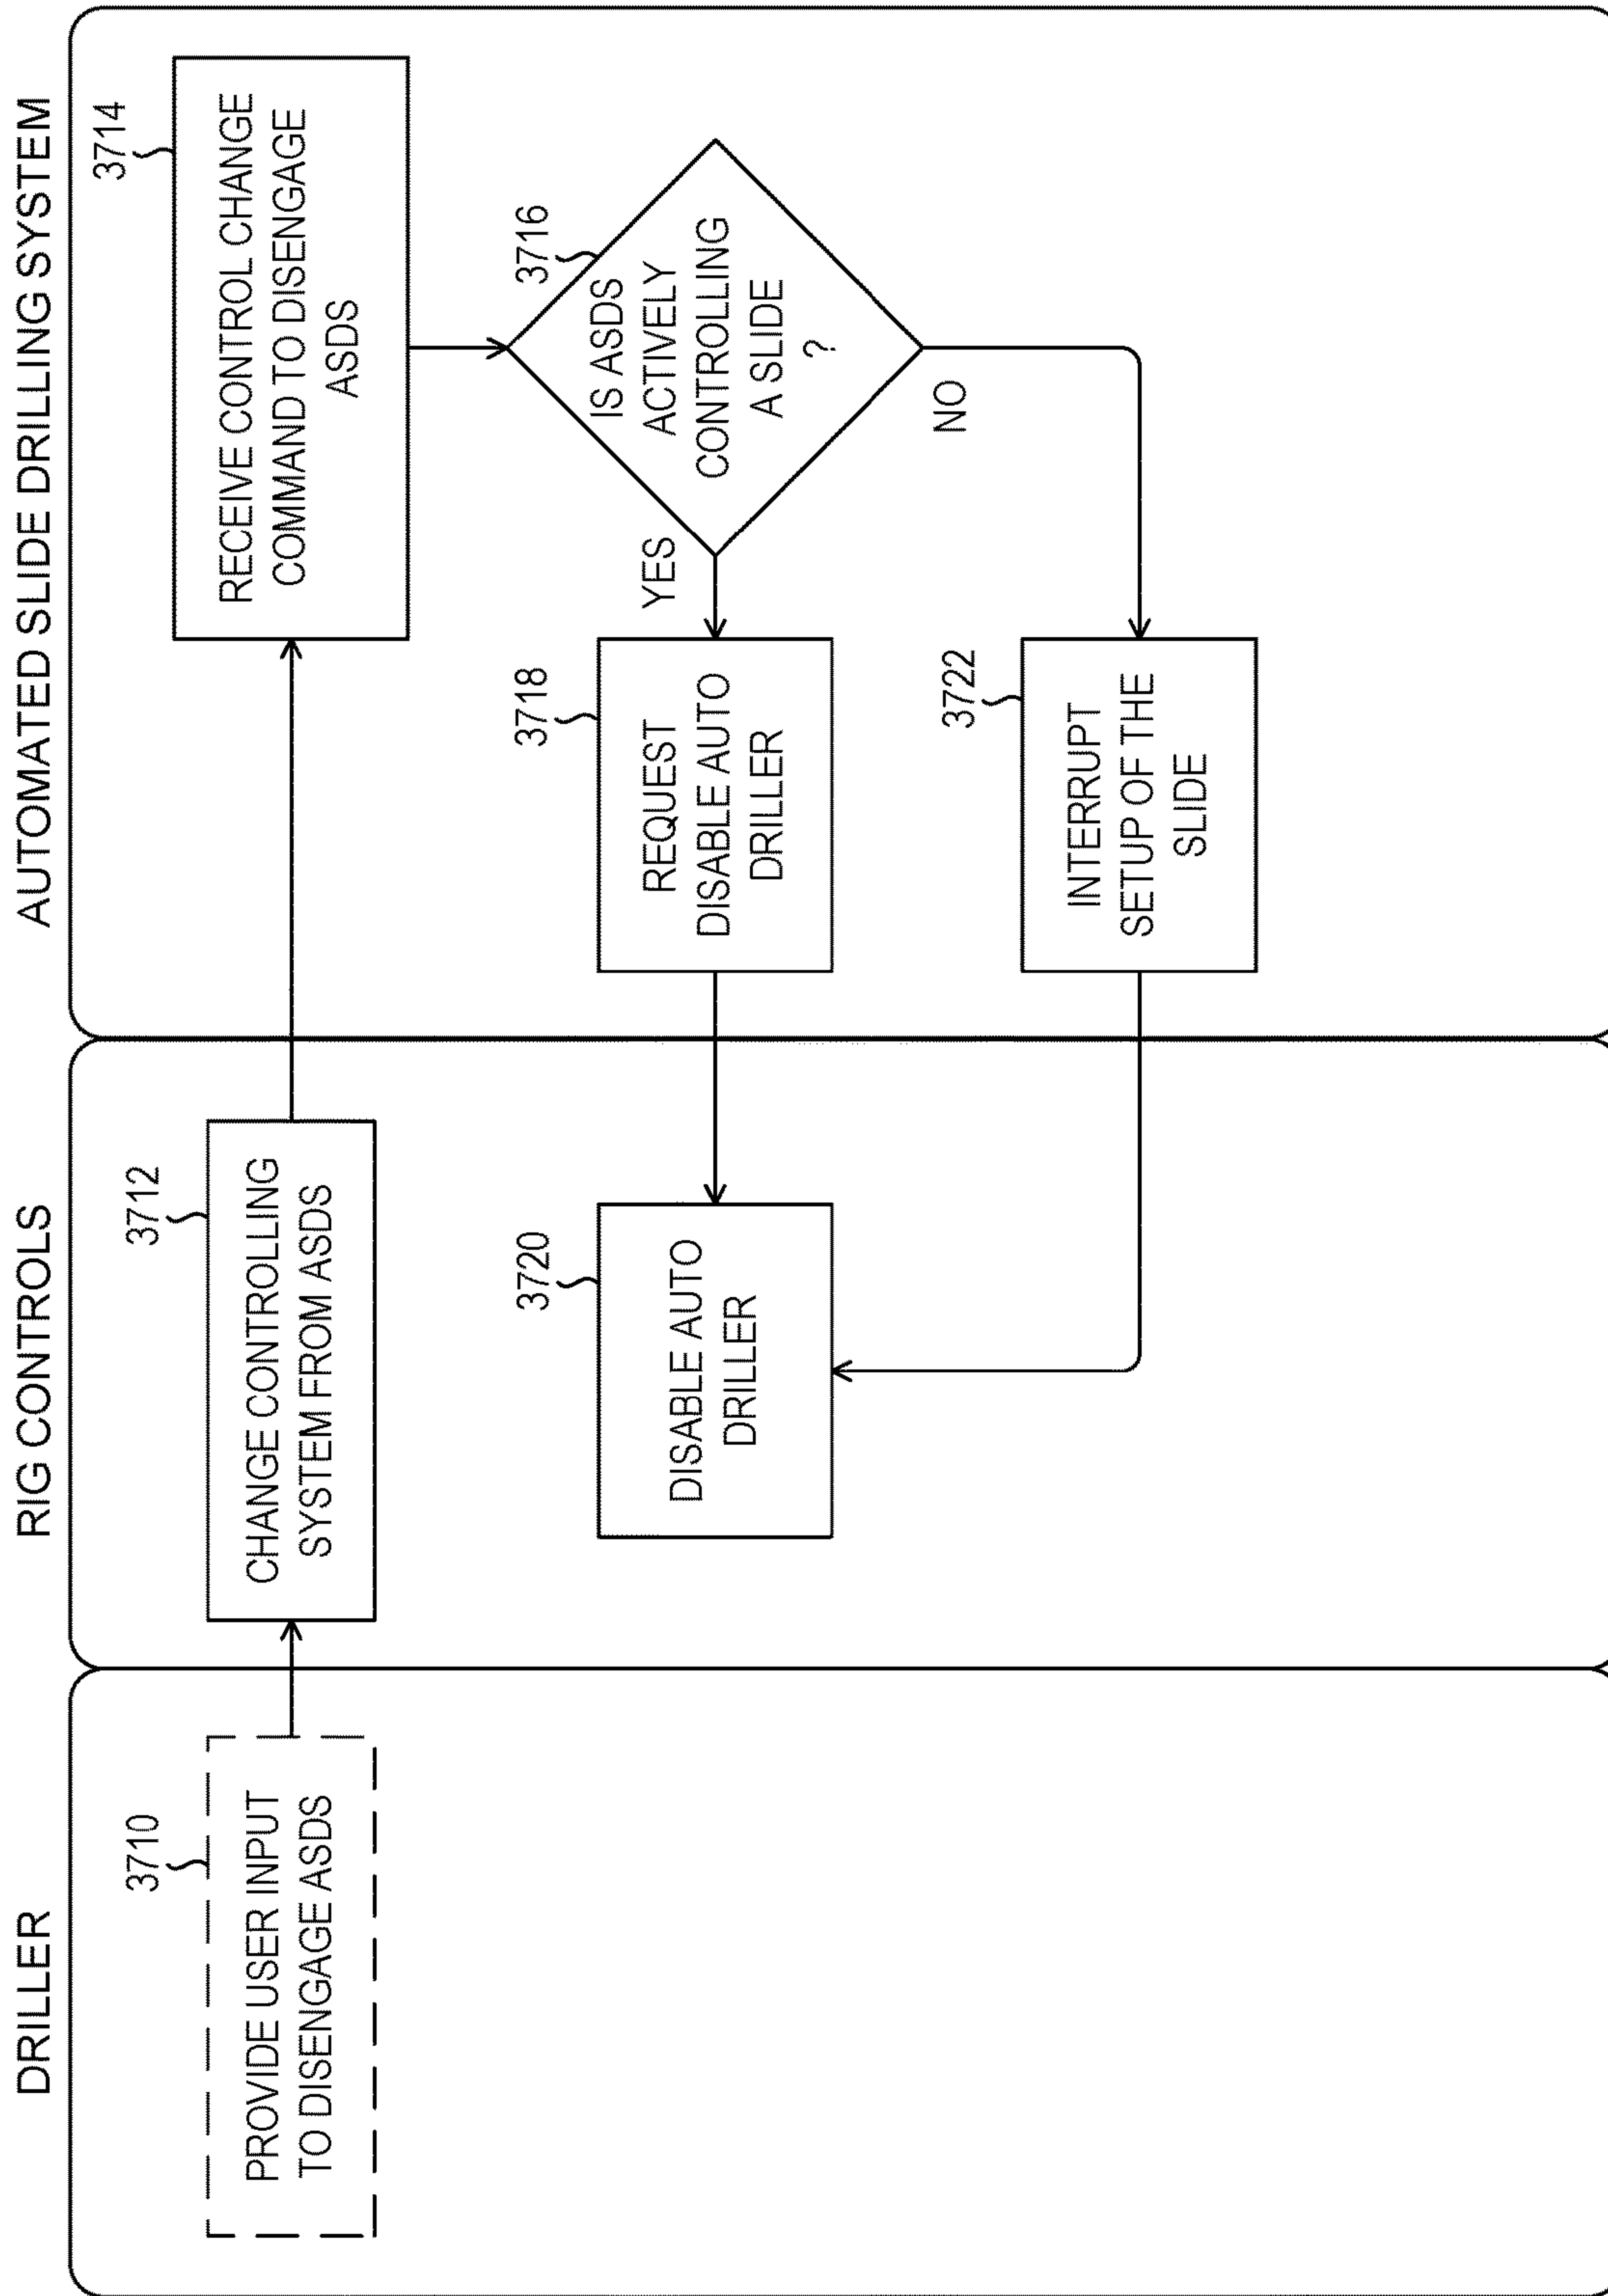 DRILLER
RIG CONTROLS
AUTOMATED SLIDE DRILLING SYSTEM
3710
PROVIDE USER INPUT
TO DISENGAGE ASDS
3712
CHANGE CONTROLLING
SYSTEM FROM ASDS
3714
RECEIVE CONTROL CHANGE
COMMAND TO DISENGAGE
ASDS
3716
IS ASDS
ACTIVELY
CONTROLLING
A SLIDE
?
YES
NO
3718
REQUEST
DISABLE AUTO
DRILLER
3720
DISABLE AUTO
DRILLER
3722
INTERRUPT
SETUP OF THE
SLIDE